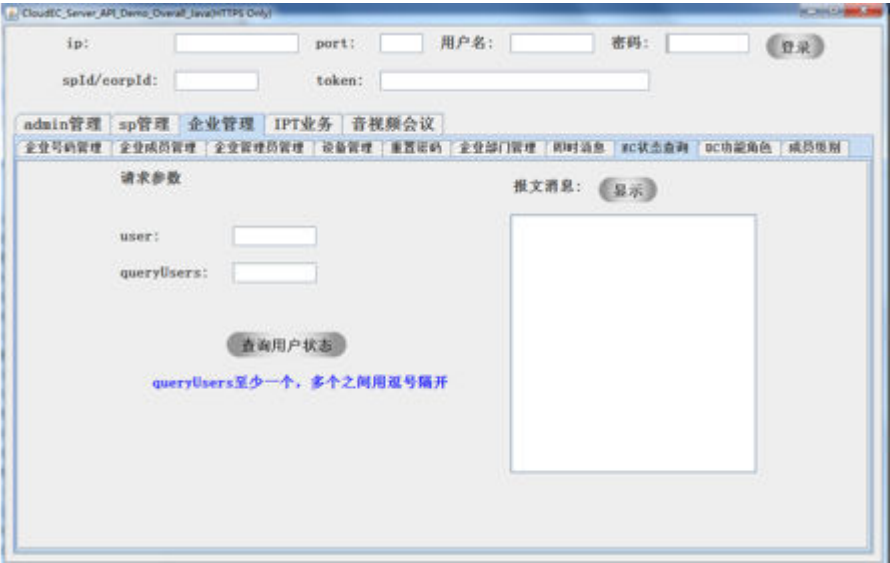 CloudEC_Server_API_Demo_Overall_Java(HTTPS Only)
ip: port: 用户名: 密码: 登录
spId/corpId: token:
admin管理 sp管理 企业管理 IPT业务 音视频会议
企业号码管理 企业成员管理 企业管理员管理 设备管理 重置密码 企业部门管理 即时消息 EC状态查询 UC功能角色 成员级别
请求参数
报文消息: 显示
user:
queryUsers:
查询用户状态
queryUsers至少一个，多个之间用逗号隔开